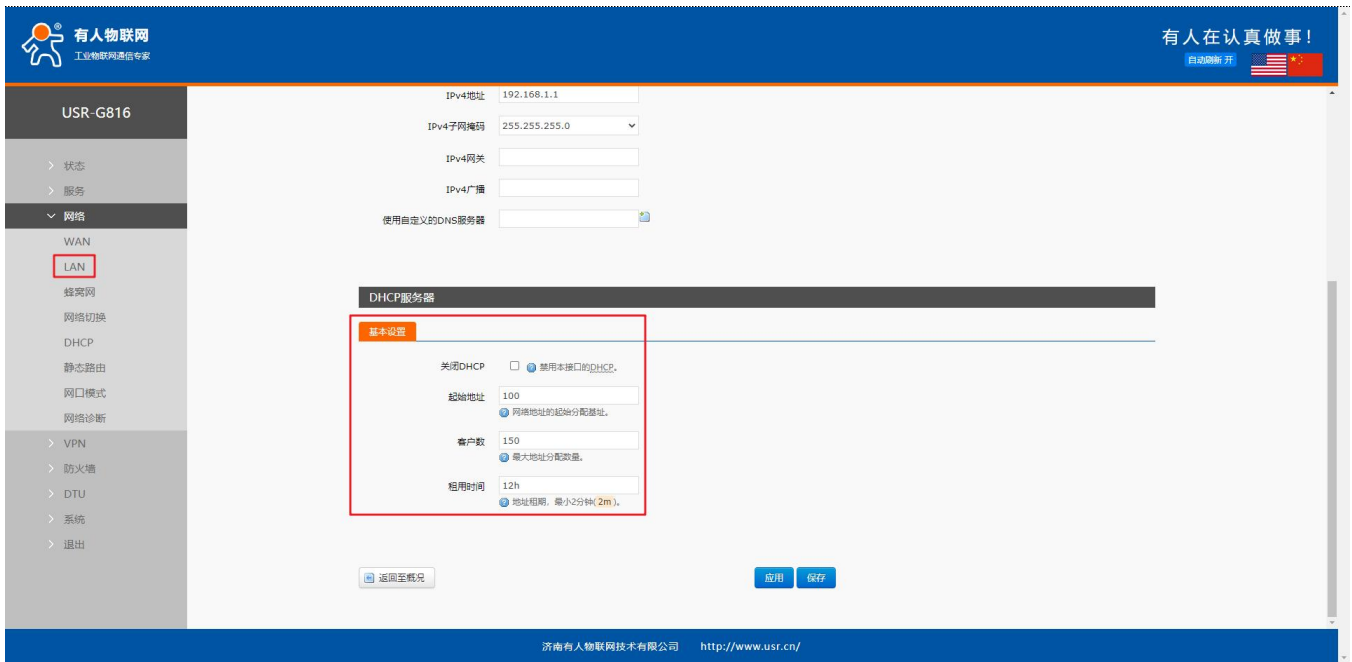 有人物联网
工业物联网通信专家
有人在认真做事!
自动刷新 开
USR-G816
状态
服务
网络
WAN
LAN
蜂窝网
网络切换
DHCP
静态路由
网口模式
网络诊断
VPN
防火墙
DTU
系统
退出
IPv4地址 192.168.1.1
IPv4子网掩码 255.255.255.0
IPv4网关
IPv4广播
使用自定义的DNS服务器
DHCP服务器
基本设置
关闭DHCP 禁用本接口的DHCP。
起始地址 100
网络地址的起始分配基址。
客户数 150
最大地址分配数量。
租用时间 12h
地址租期,最小2分钟(2m)。
返回至概况
应用 保存
济南有人物联网技术有限公司 http://www.usr.cn/